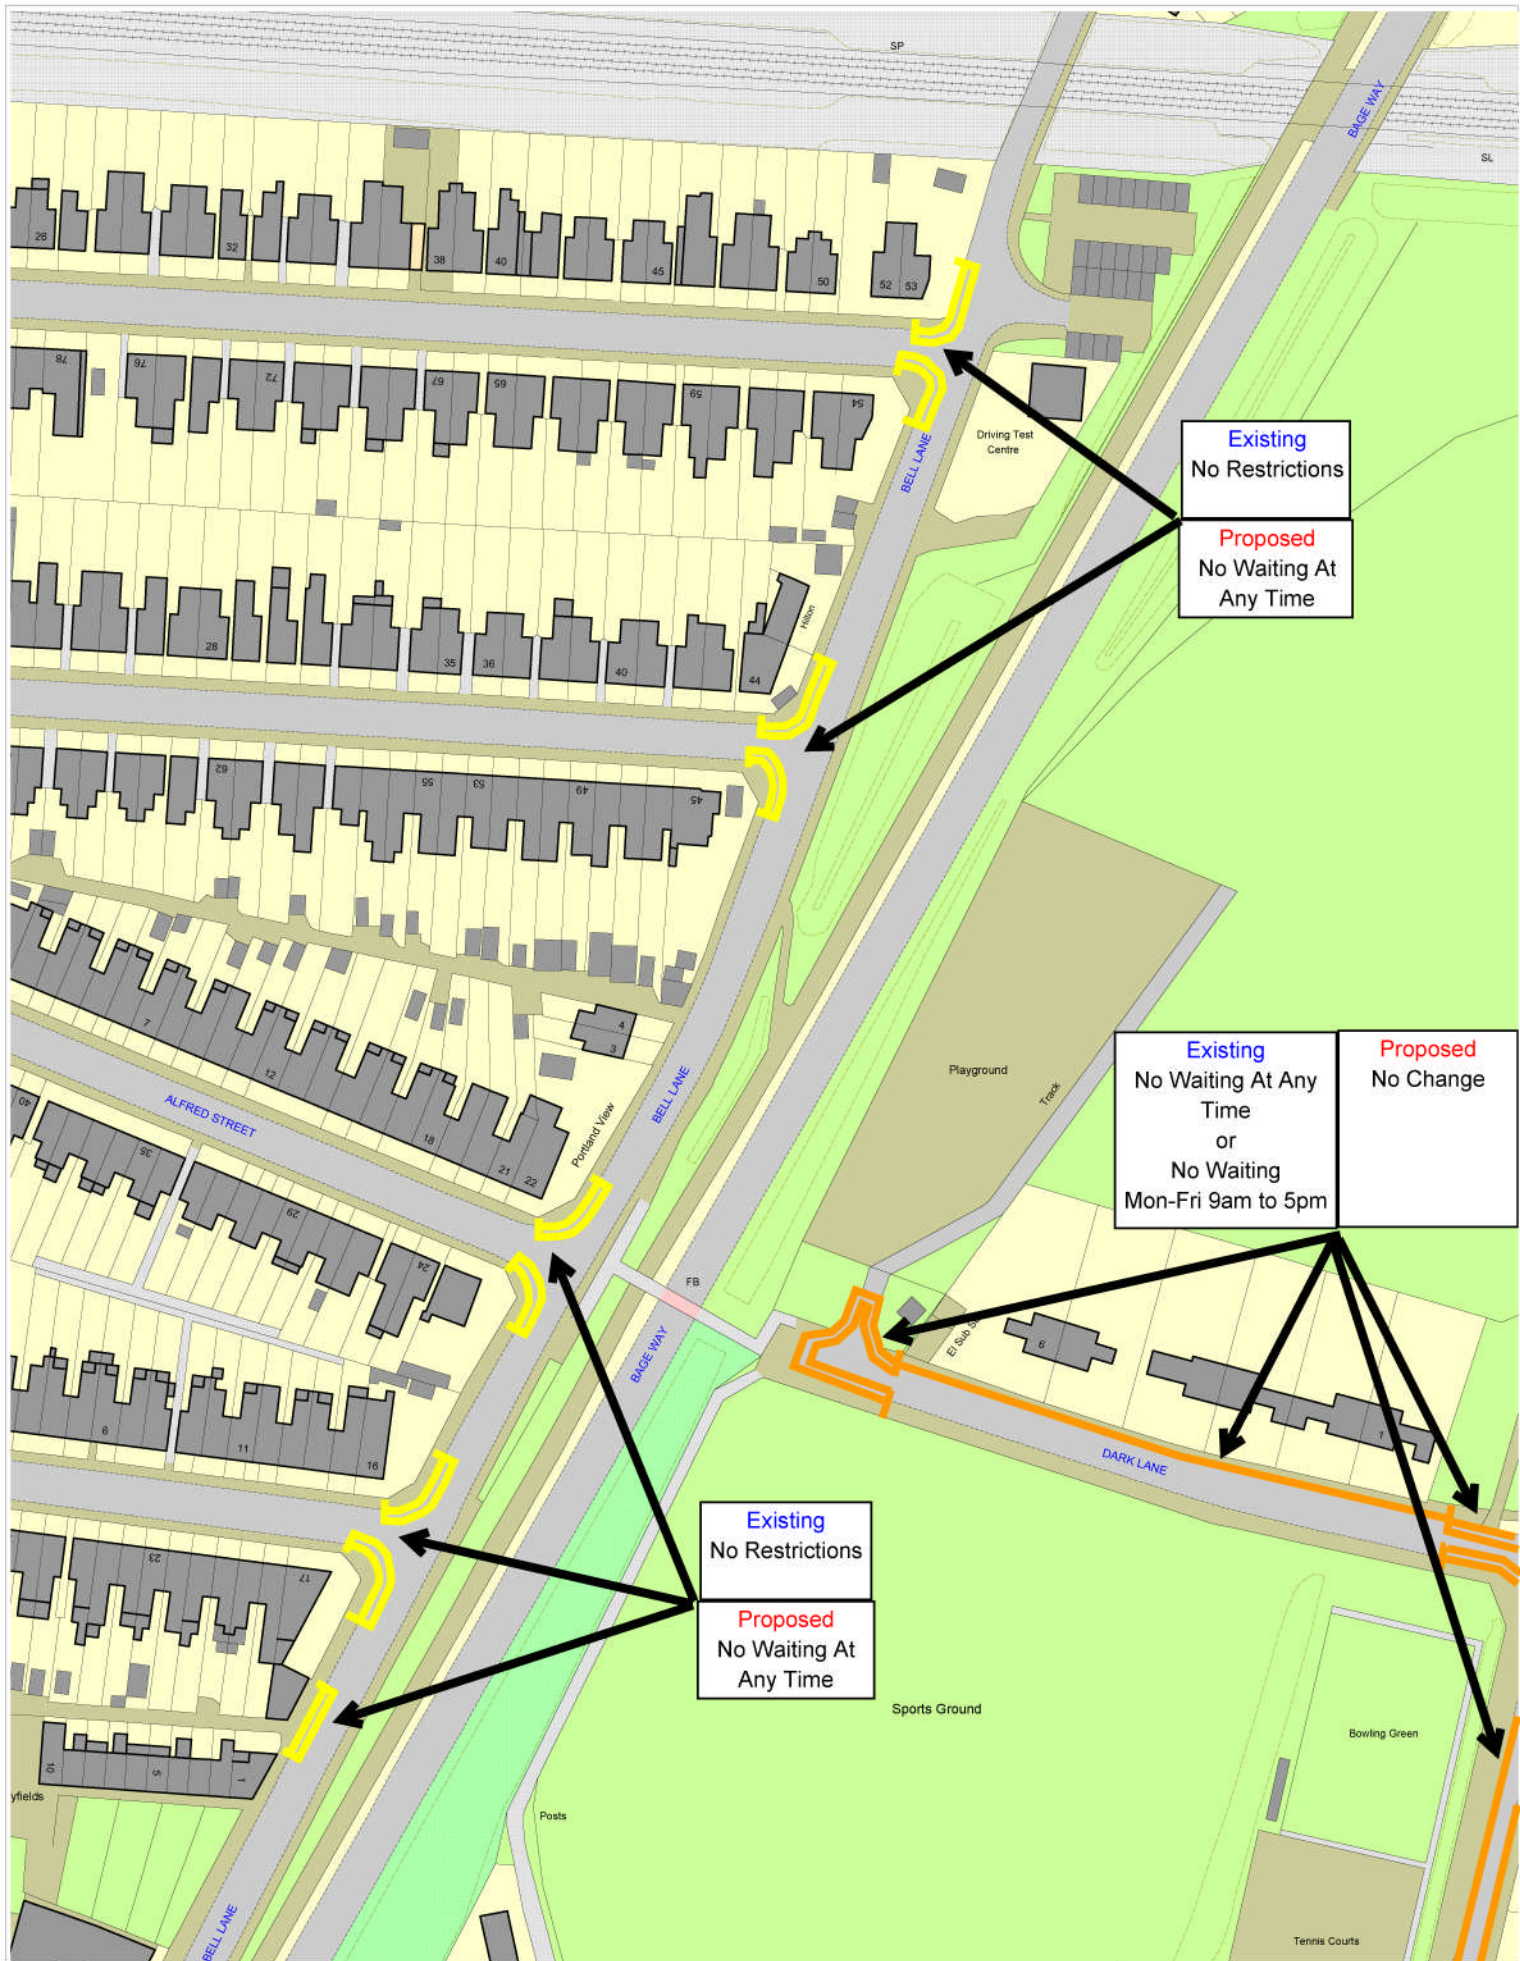 SP
BAGE WAY
SL
26
32
38
40
45
50
52
53
78
76
72
67
65
59
54
Driving Test
Centre
BELL LANE
Existing
No Restrictions
Proposed
No Waiting At
Any Time
Hilton
28
35
36
40
44
62
55
53
49
45
4
3
7
12
18
21
22
Portland View
BELL LANE
ALFRED STREET
Playground
Track
Existing
No Waiting At Any
Time
or
No Waiting
Mon-Fri 9am to 5pm
Proposed
No Change
40
35
29
24
FB
BAGE WAY
El Sub
6
1
DARK LANE
6
11
16
Existing
No Restrictions
Proposed
No Waiting At
Any Time
23
17
Sports Ground
Bowling Green
10
5
1
yfields
Posts
BELL LANE
Tennis Courts